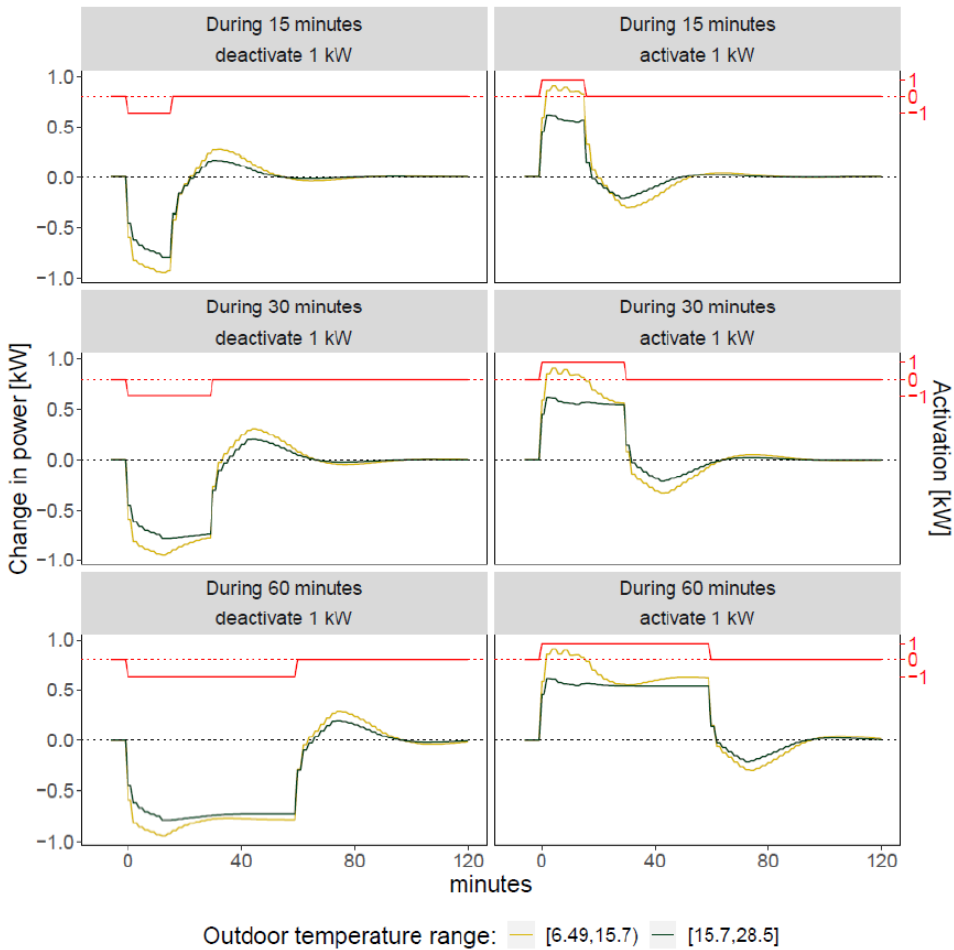 During 15 minutes
deactivate 1 kW
During 15 minutes
activate 1 kW
1.0
0.5
0.0
−0.5
−1.0
1
0
−1
During 30 minutes
deactivate 1 kW
During 30 minutes
activate 1 kW
1.0
0.5
0.0
−0.5
−1.0
1
0
−1
Change in power [kW]
Activation [kW]
During 60 minutes
deactivate 1 kW
During 60 minutes
activate 1 kW
1.0
0.5
0.0
−0.5
−1.0
1
0
−1
0 40 80 120 0 40 80 120
minutes
Outdoor temperature range: [6.49,15.7) [15.7,28.5]